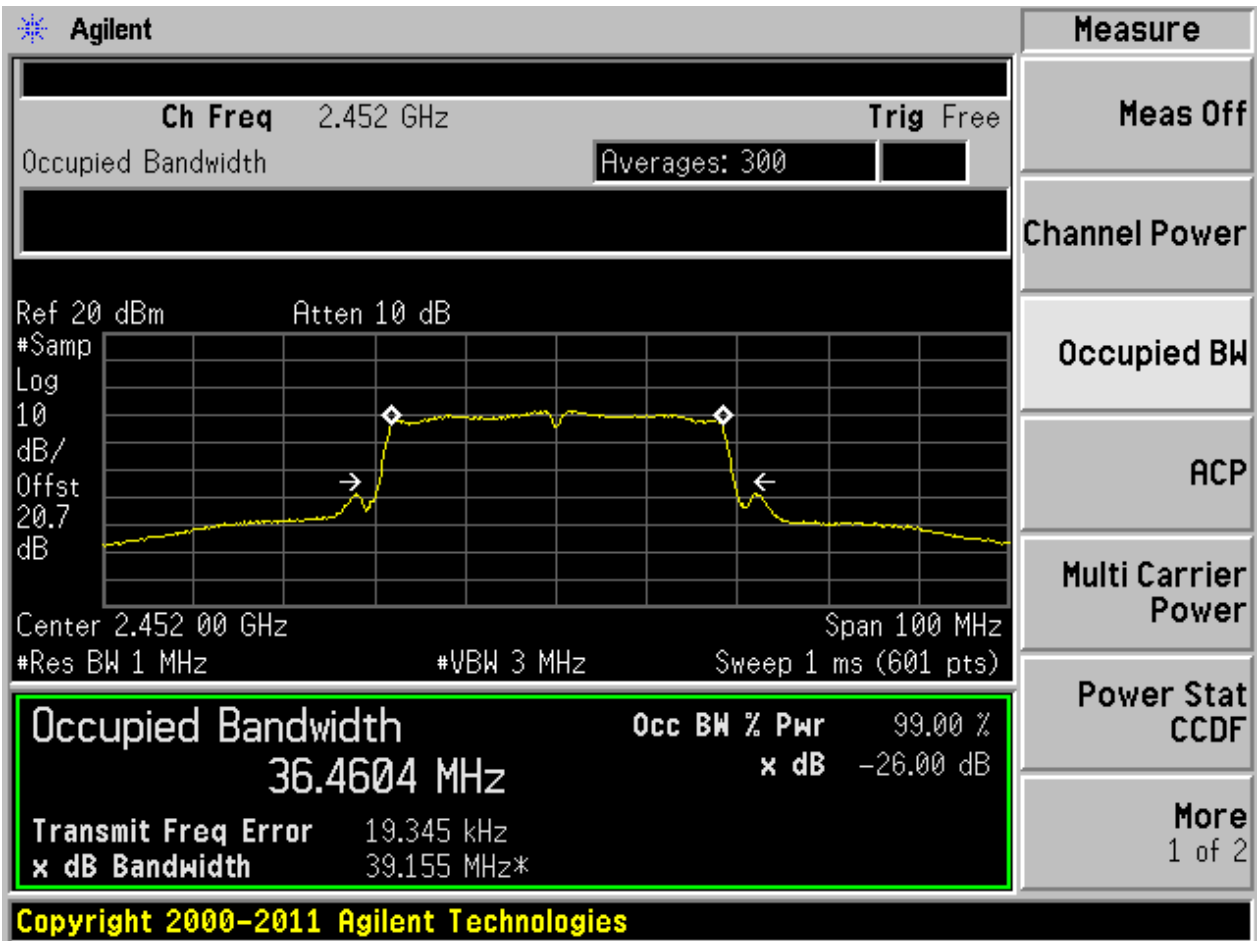 Agilent
Measure
Ch Freq 2.452 GHz Trig Free
Occupied Bandwidth Averages: 300
Ref 20 dBm Atten 10 dB
#Samp
Log
10
dB/
Offst
20.7
dB
Center 2.452 00 GHz Span 100 MHz
#Res BW 1 MHz #VBW 3 MHz Sweep 1 ms (601 pts)
Occupied Bandwidth Occ BW % Pwr 99.00 %
36.4604 MHz x dB -26.00 dB
Transmit Freq Error 19.345 kHz
x dB Bandwidth 39.155 MHz*
Meas Off
Channel Power
Occupied BW
ACP
Multi Carrier
Power
Power Stat
CCDF
More
1 of 2
Copyright 2000-2011 Agilent Technologies